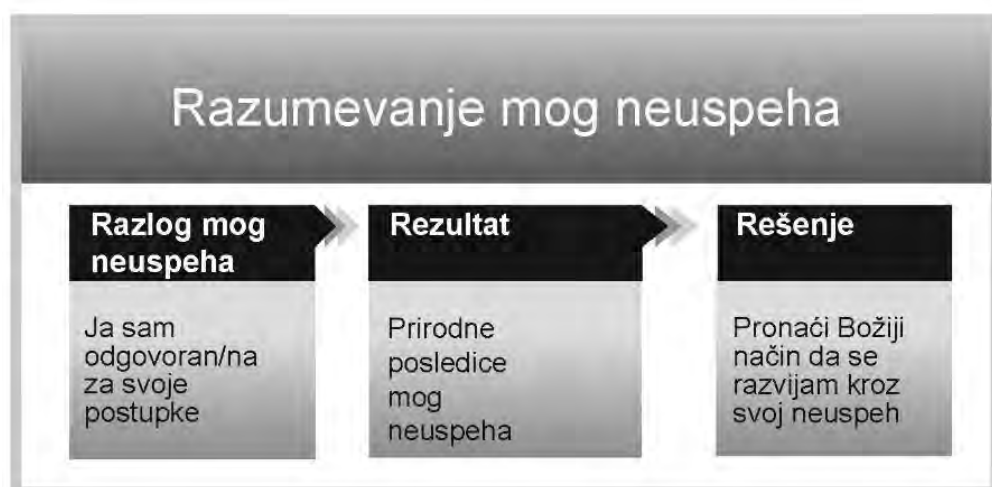 Razumevanje mog neuspeha
Razlog mog
neuspeha
Ja sam
odgovoran/na
za svoje
postupke
Rezultat
Prirodne
posledice
mog
neuspeha
Rešenje
Pronaći Božiji
način da se
razvijam kroz
svoj neuspeh